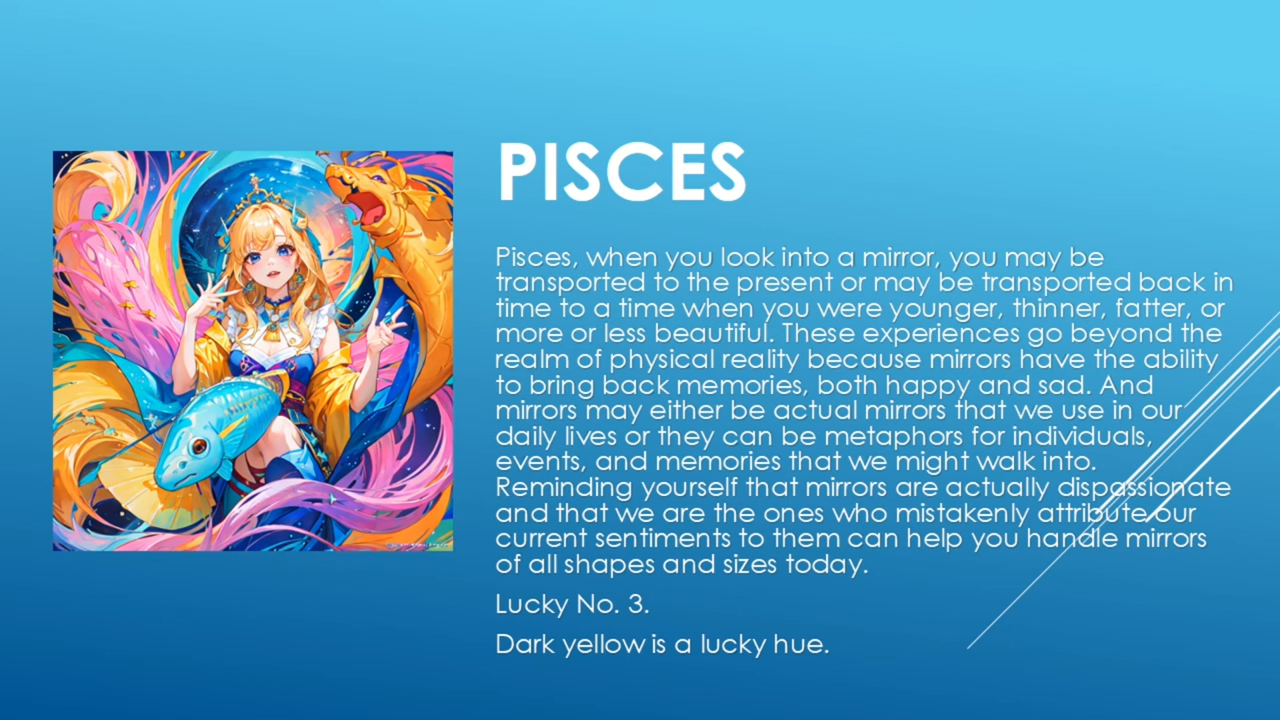 PISCES
Pisces, when you look into a mirror, you may be
transported to the present or may be transported back in
time to a time when you were younger, thinner, fatter, or
more or less beautiful. These experiences go beyond the
realm of physical reality because mirrors have the ability
to bring back memories, both happy and sad. And
mirrors may either be actual mirrors that we use in our
daily lives or they can be metaphors for individuals,
events, and memories that we might walk into.
Reminding yourself that mirrors are actually dispassionate
and that we are the ones who mistakenly attribute our
current sentiments to them can help you handle mirrors
of all shapes and sizes today.
Lucky No. 3.
Dark yellow is a lucky hue.